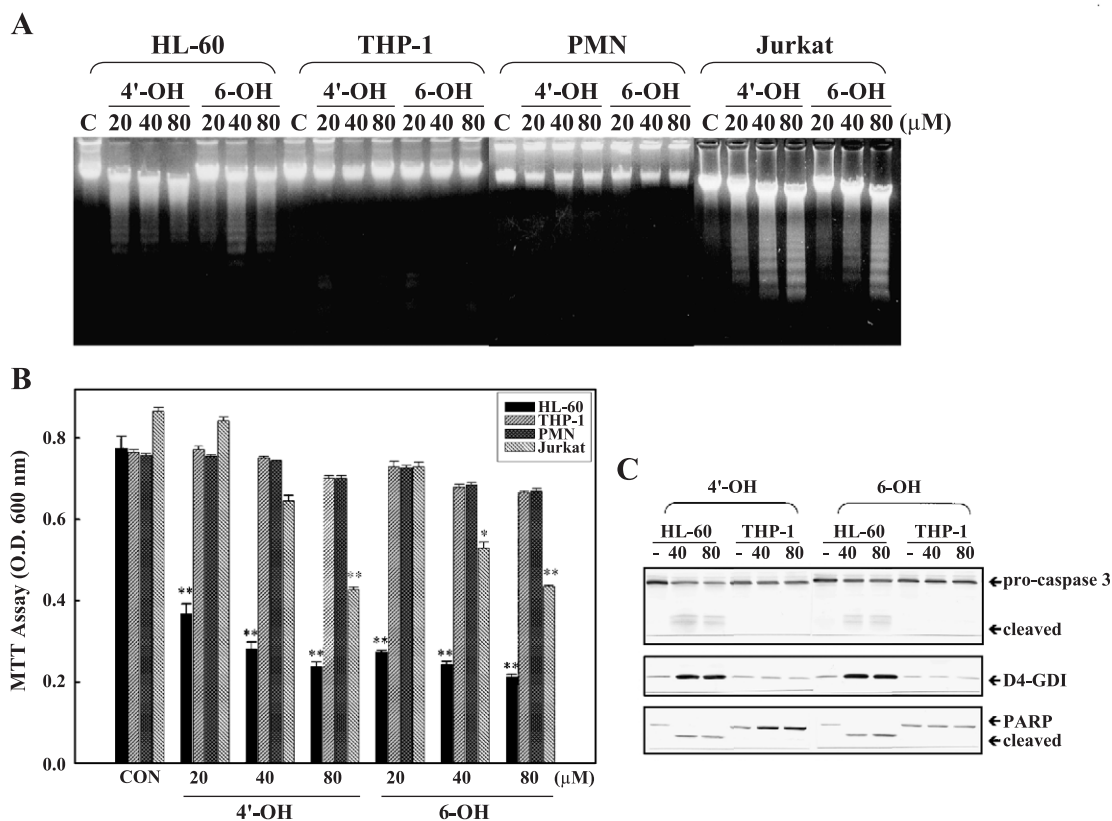 A
HL-60 THP-1 PMN Jurkat
4'-OH 6-OH 4'-OH 6-OH 4'-OH 6-OH 4'-OH 6-OH
C 20 40 80 20 40 80 C 20 40 80 20 40 80 C 20 40 80 20 40 80 C 20 40 80 20 40 80 (μM)
B
MTT Assay (O.D. 600 nm)
0.8
0.6
0.4
0.2
0.0
HL-60
THP-1
PMN
Jurkat
** ** ** ** ** ** * ** **
CON 20 40 80 20 40 80 (μM)
4'-OH 6-OH
C
4'-OH 6-OH
HL-60 THP-1 HL-60 THP-1
- 40 80 - 40 80 - 40 80 - 40 80
pro-caspase 3
cleaved
D4-GDI
PARP
cleaved